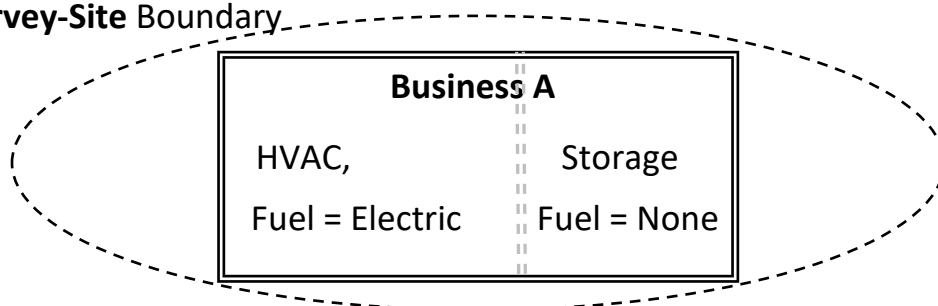 rvey-Site Boundary
Business A
HVAC,
Storage
Fuel = Electric
Fuel = None